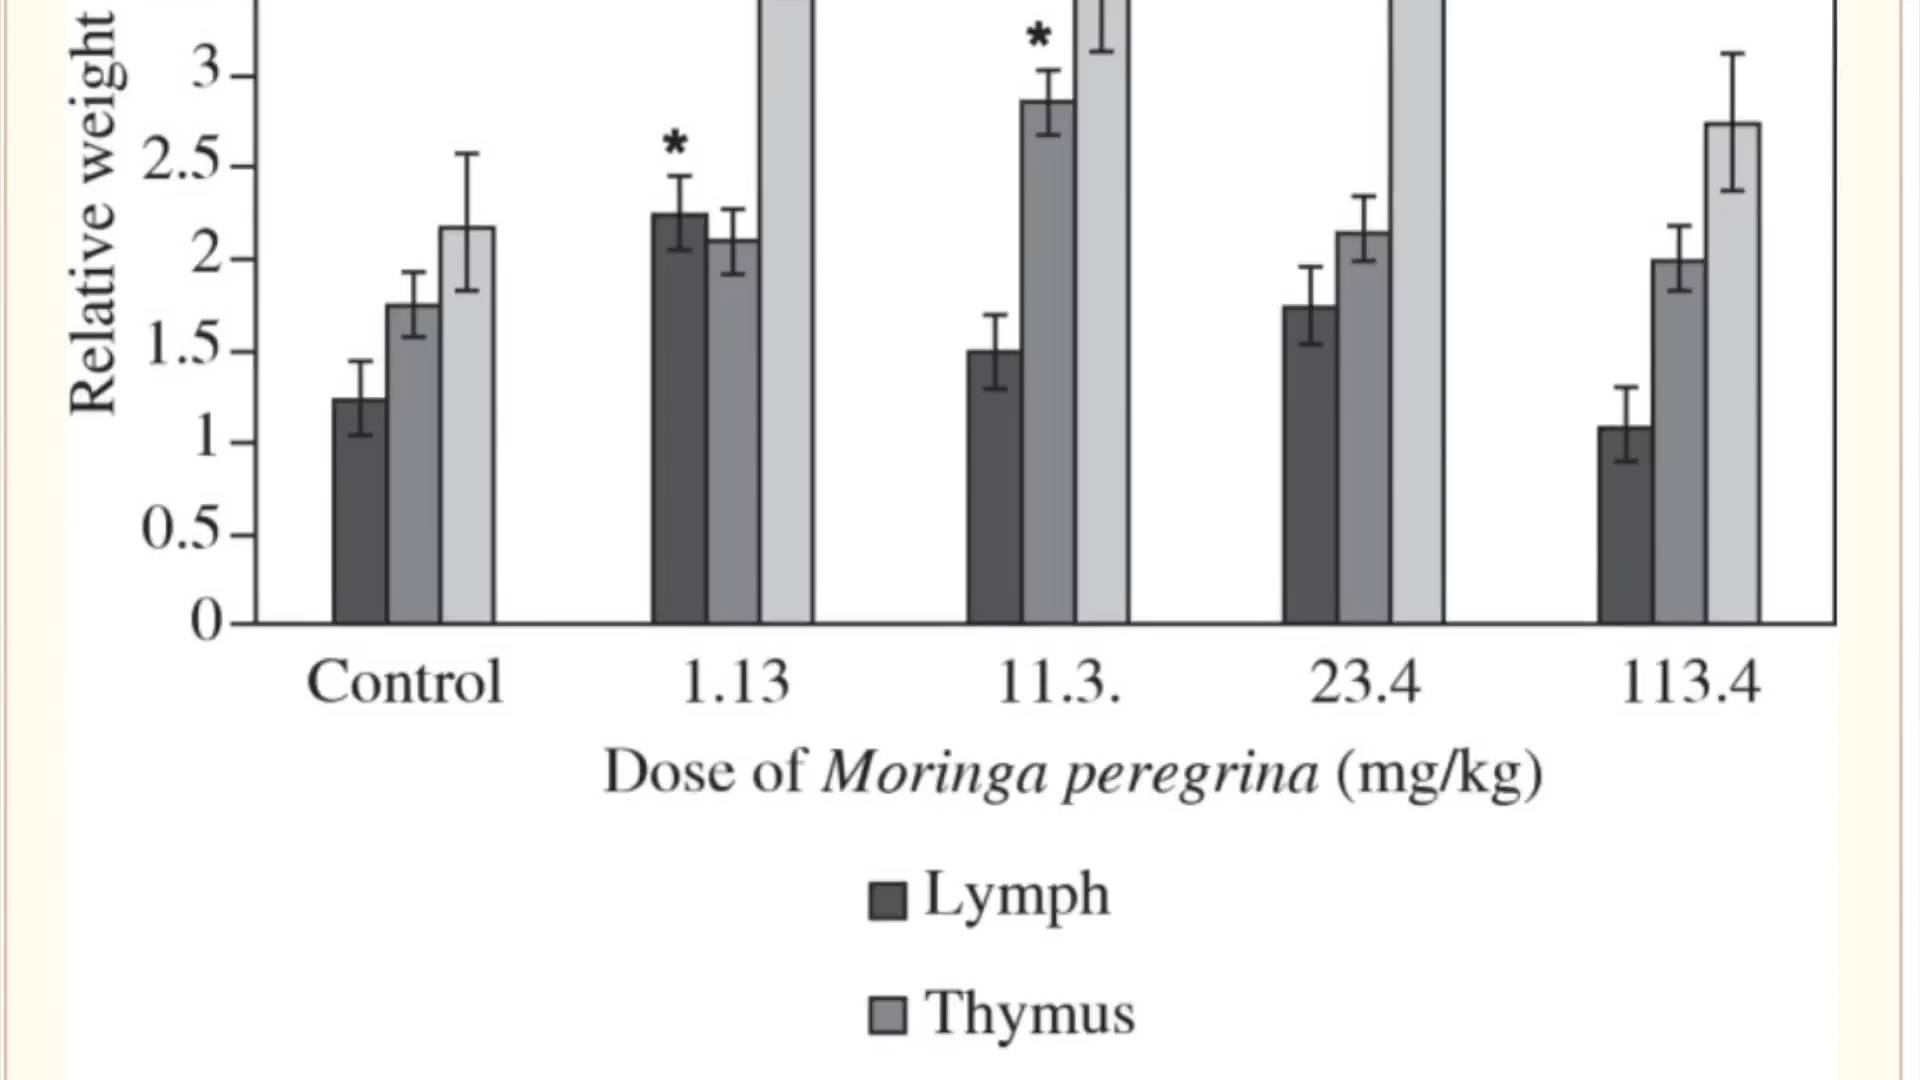 Relative weight
3
*
2.5
*
2
1.5
1
0.5
0
Control 1.13 11.3. 23.4 113.4
Dose of Moringa peregrina (mg/kg)
Lymph
Thymus